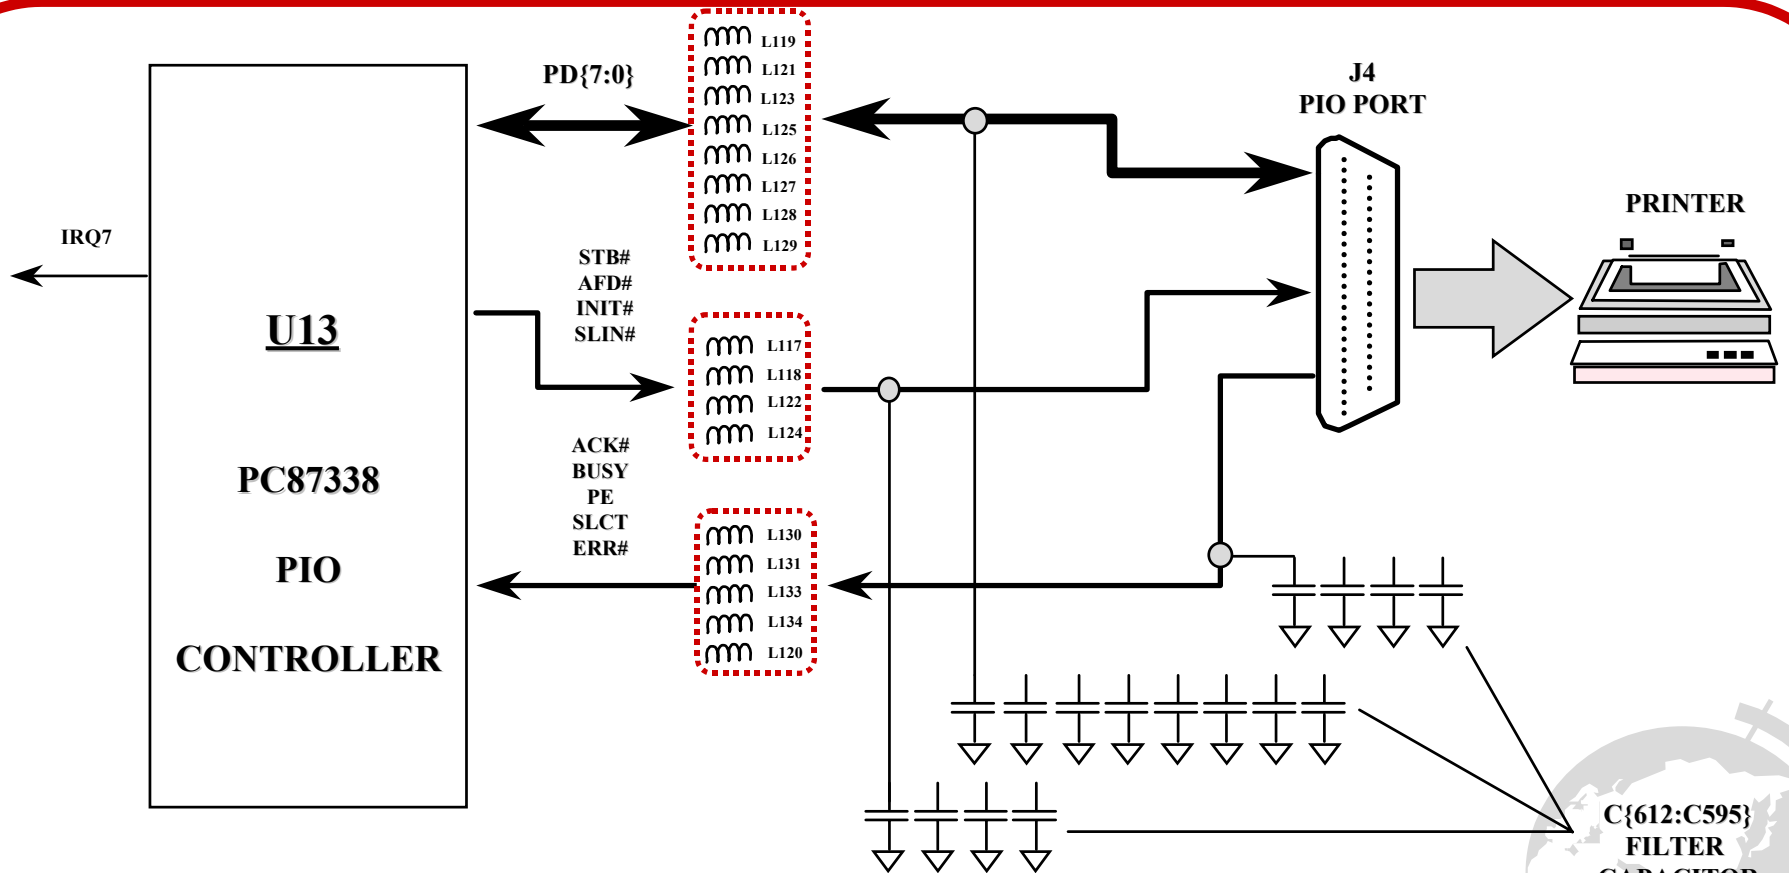 PD{7:0}
L119
L121
L123
L125
L126
L127
L128
L129
J4
PIO PORT
PRINTER
IRQ7
STB#
AFD#
INIT#
SLIN#
U13
PC87338
PIO
CONTROLLER
L117
L118
L122
L124
ACK#
BUSY
PE
SLCT
ERR#
L130
L131
L133
L134
L120
C{612:C595}
FILTER
CAPACITOR